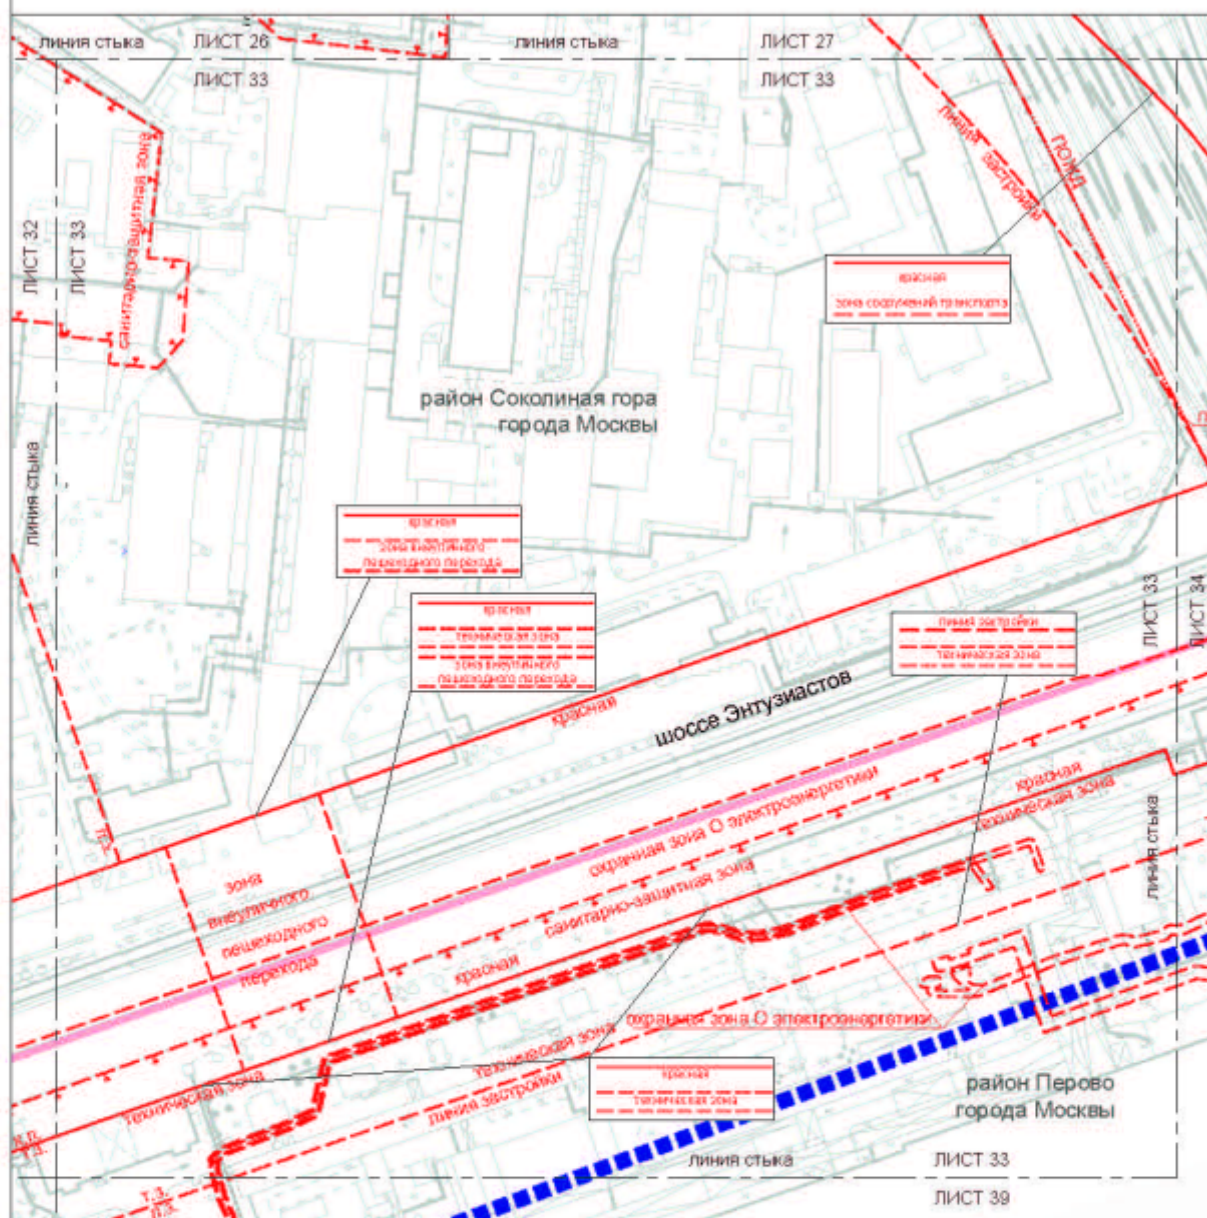 линия стыка
ЛИСТ 26
линия стыка
ЛИСТ 27
ЛИСТ 33
ЛИСТ 33
линия застройки
ПОЖД
санитарно-защитная зона
ЛИСТ 32
ЛИСТ 33
красная
зона сооружений транспорта
район Соколиная гора
города Москвы
линия стыка
красная
зона внеуличного
пешеходного перехода
красная
техническая зона
зона внеуличного
пешеходного перехода
линия застройки
техническая зона
ЛИСТ 33
ЛИСТ 34
красная
шоссе Энтузиастов
охранная зона О электроэнергетики
санитарно-защитная зона
красная
техническая зона
линия стыка
зона
внеуличного
пешеходного
перехода
красная
охранная зона О электроэнергетики
техническая зона
линия застройки
техническая зона
красная
техническая зона
район Перово
города Москвы
Т.З.
линия стыка
ЛИСТ 33
ЛИСТ 39
Т.З.